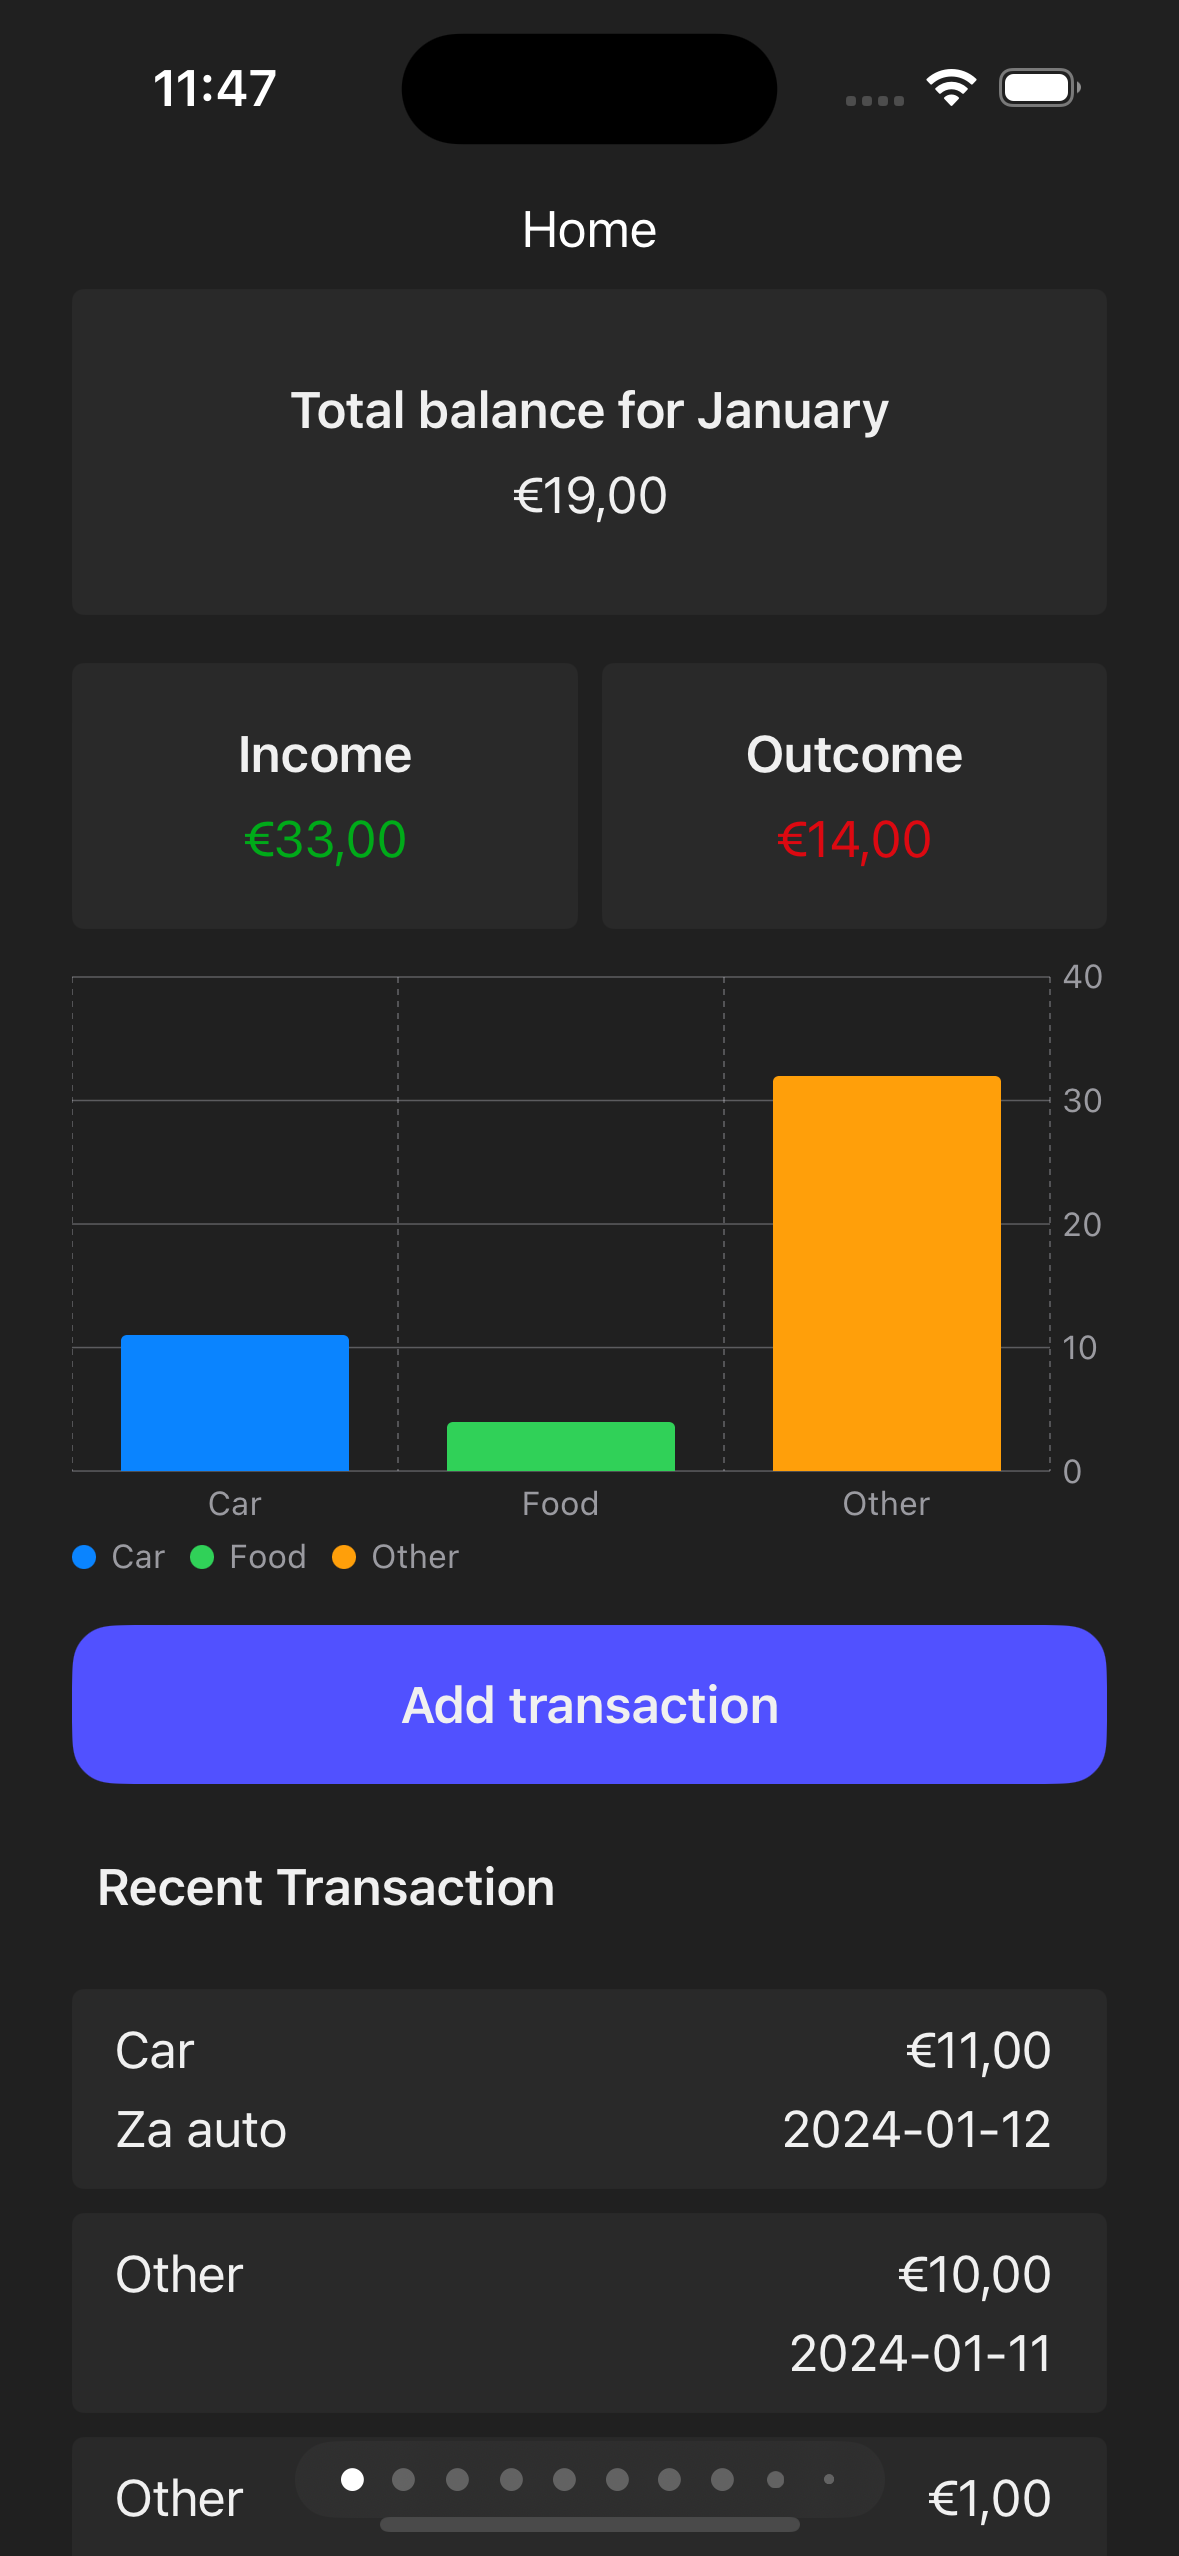 11:47
Home
Total balance for January
€19,00
Income
€33,00
Outcome
€14,00
40
30
20
10
0
Car Food Other
Car Food Other
Add transaction
Recent Transaction
Car €11,00
Za auto 2024-01-12
Other €10,00
2024-01-11
Other €1,00